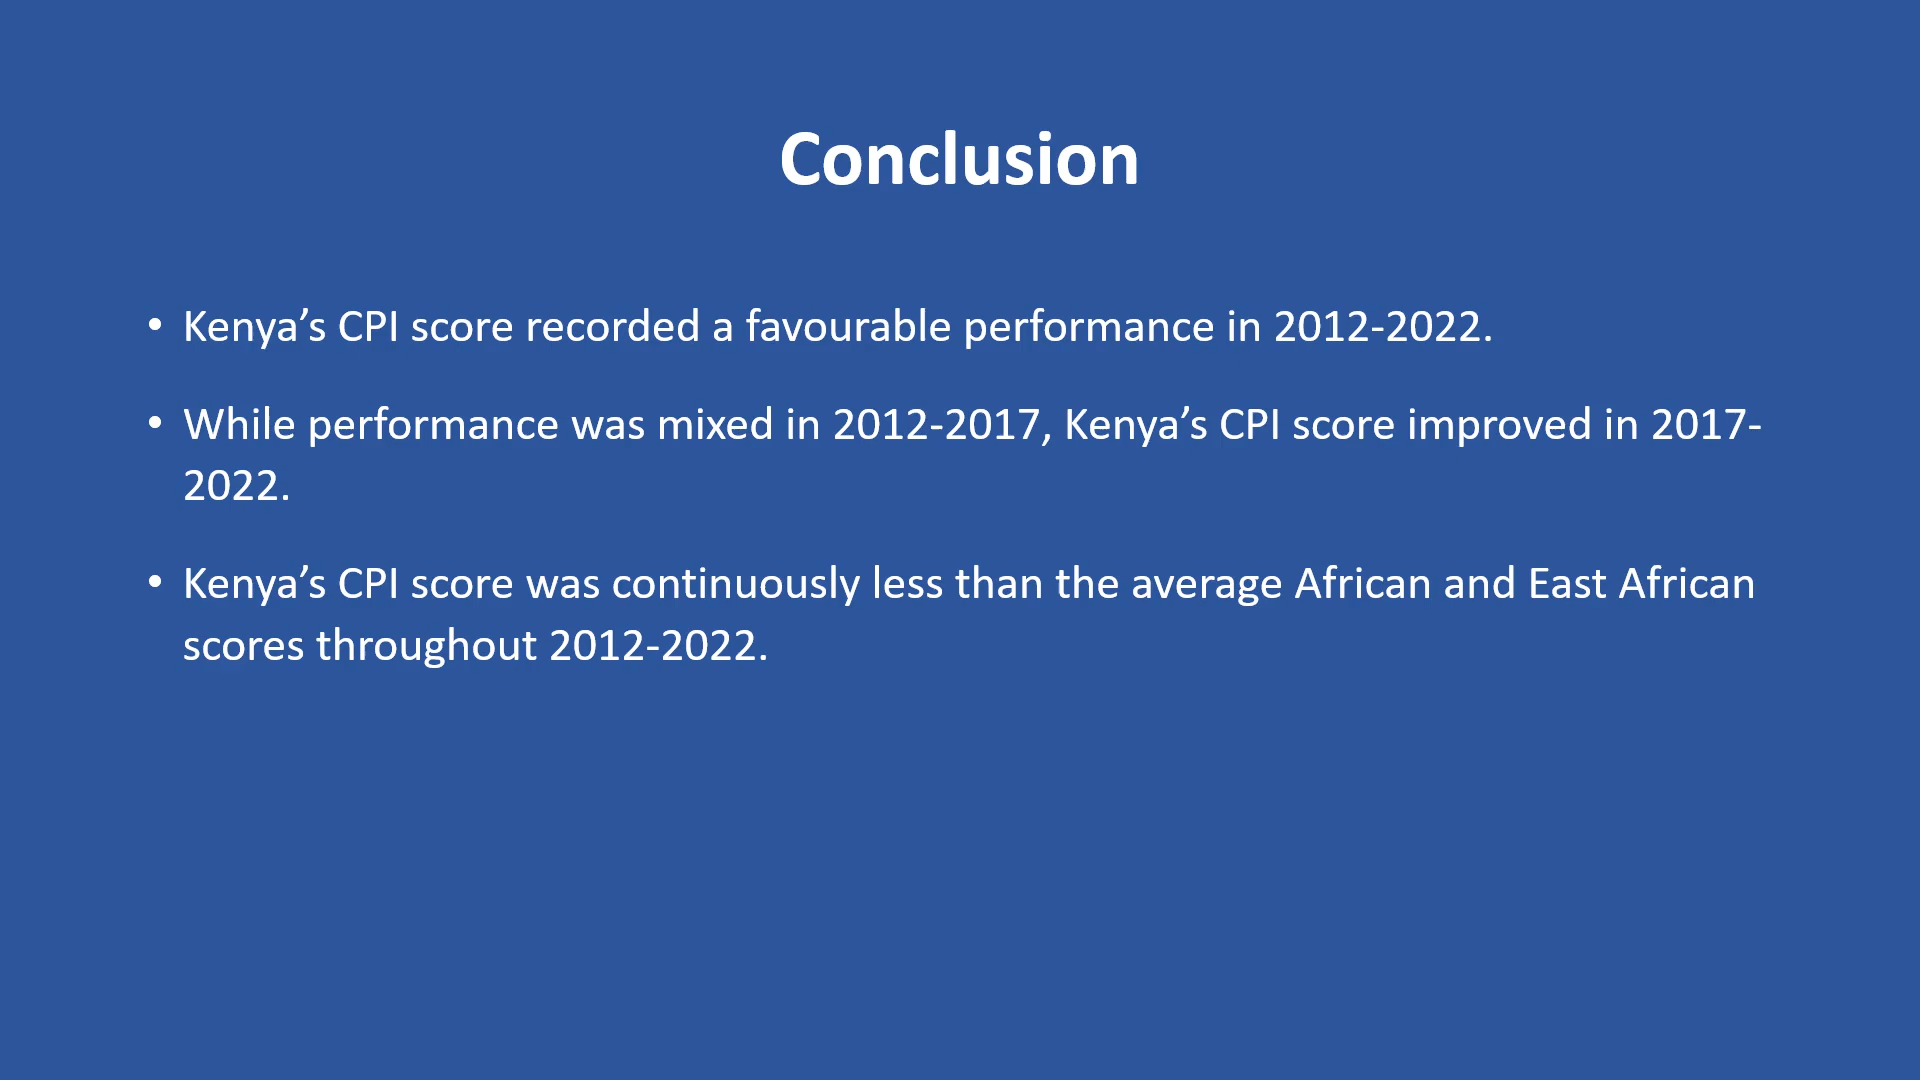 Conclusion
• Kenya’s CPI score recorded a favourable performance in 2012-2022.
• While performance was mixed in 2012-2017, Kenya’s CPI score improved in 2017-
2022.
• Kenya’s CPI score was continuously less than the average African and East African
scores throughout 2012-2022.